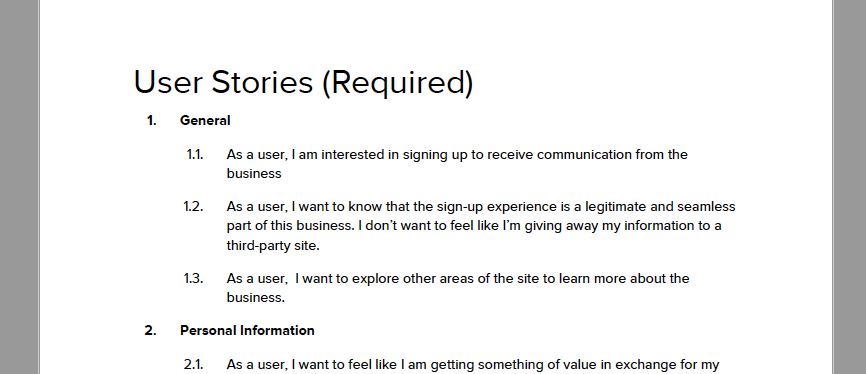 User Stories (Required)
1. General
1.1. As a user, I am interested in signing up to receive communication from the
business
1.2. As a user, I want to know that the sign-up experience is a legitimate and seamless
part of this business. I don’t want to feel like I’m giving away my information to a
third-party site.
1.3. As a user,  I want to explore other areas of the site to learn more about the
business.
2. Personal Information
2.1. As a user, I want to feel like I am getting something of value in exchange for my